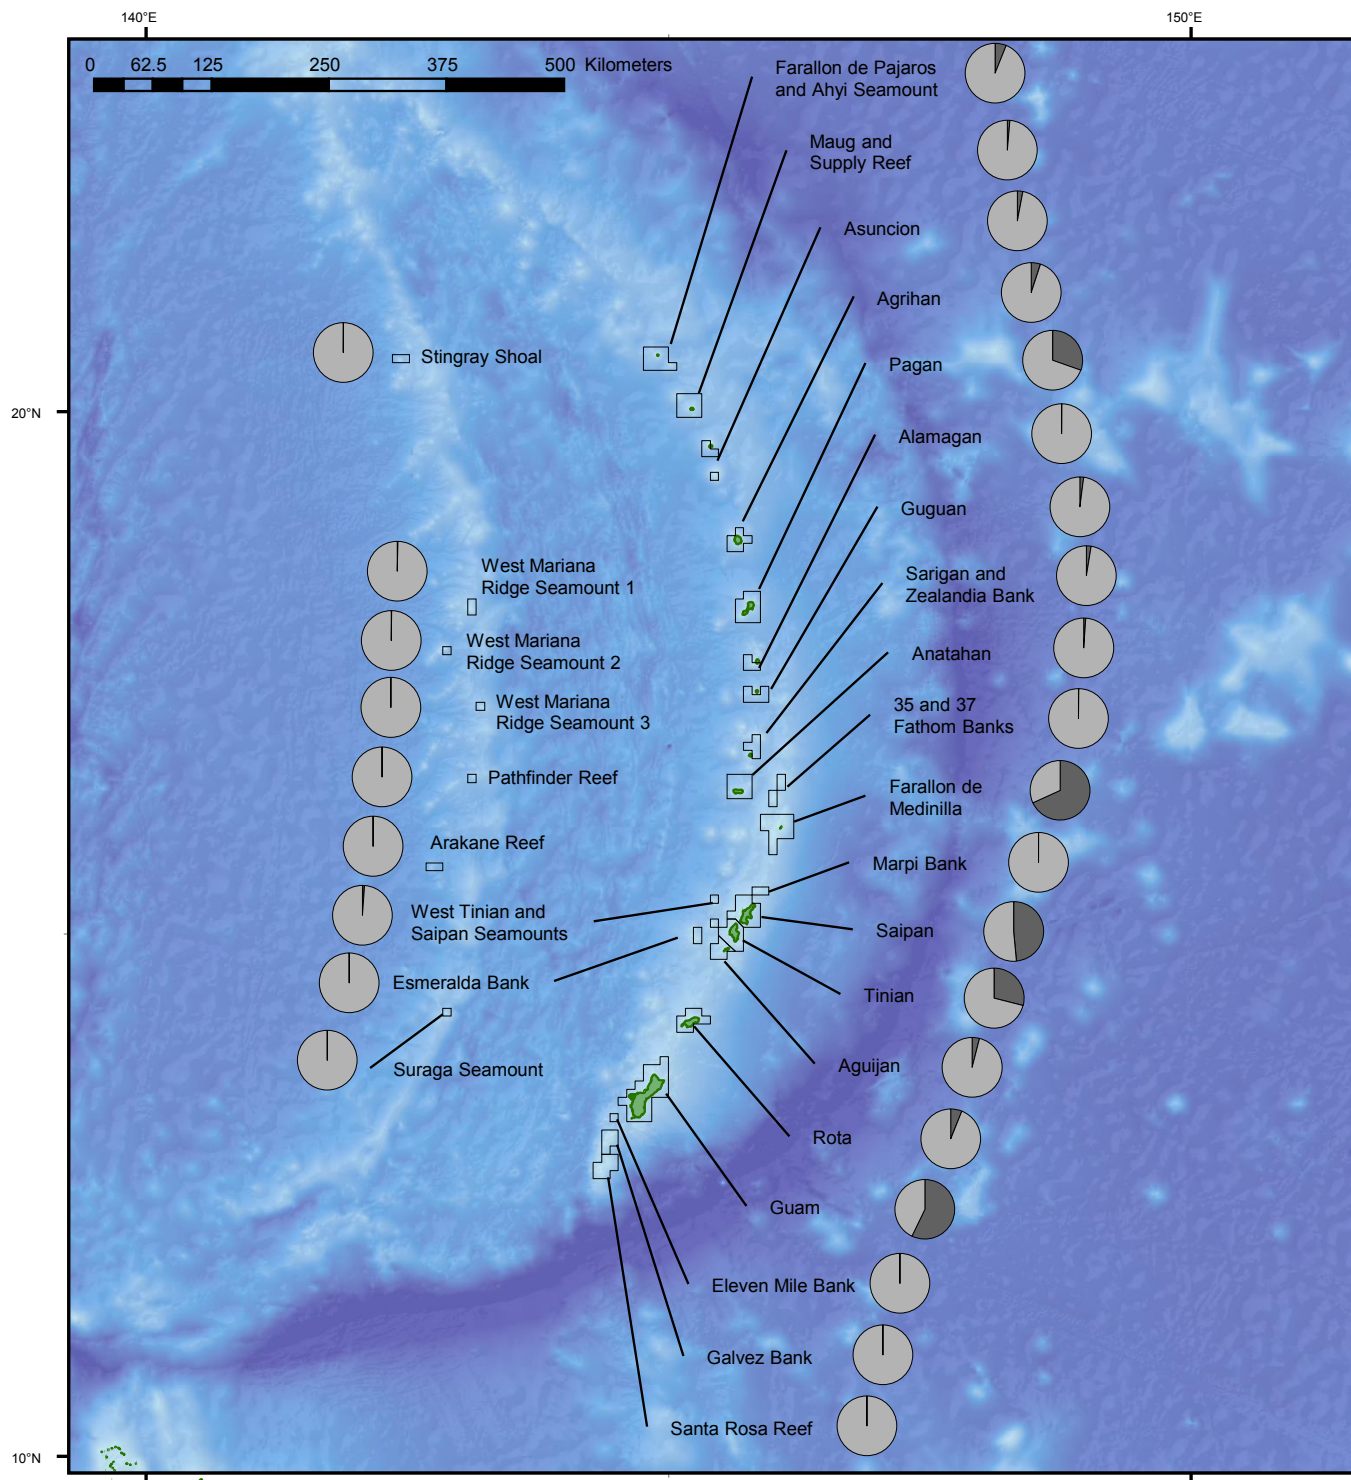 140°E
150°E
0 62.5 125 250 375 500 Kilometers
Farallon de Pajaros
and Ahyi Seamount
Maug and
Supply Reef
Asuncion
Agrihan
Stingray Shoal
Pagan
20°N
Alamagan
Guguan
West Mariana
Ridge Seamount 1
Sarigan and
Zealandia Bank
West Mariana
Ridge Seamount 2
Anatahan
West Mariana
Ridge Seamount 3
35 and 37
Fathom Banks
Pathfinder Reef
Farallon de
Medinilla
Arakane Reef
Marpi Bank
West Tinian and
Saipan Seamounts
Saipan
Esmeralda Bank
Tinian
Suraga Seamount
Aguijan
Rota
Guam
Eleven Mile Bank
Galvez Bank
Santa Rosa Reef
10°N